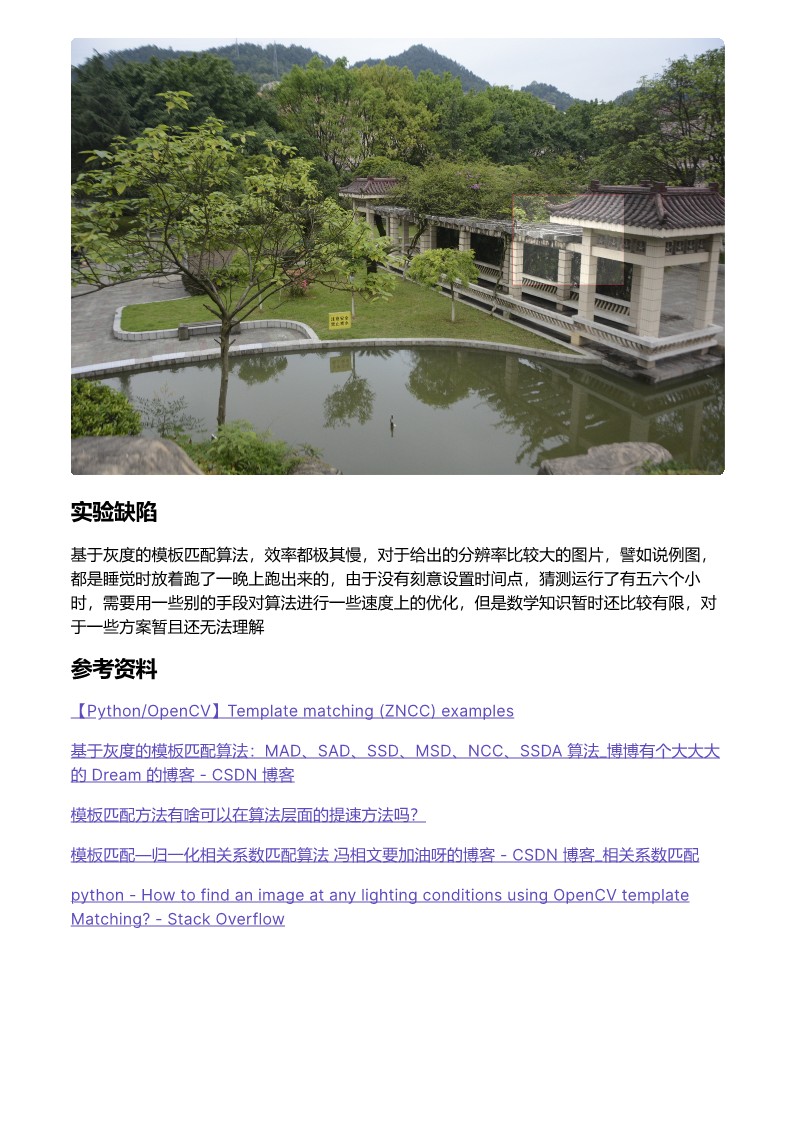 实验缺陷
基于灰度的模板匹配算法，效率都极其慢，对于给出的分辨率比较大的图片，譬如说例图，
都是睡觉时放着跑了一晚上跑出来的，由于没有刻意设置时间点，猜测运行了有五六个小
时，需要用一些别的手段对算法进行一些速度上的优化，但是数学知识暂时还比较有限，对
于一些方案暂且还无法理解
参考资料
【Python/OpenCV】Template matching (ZNCC) examples
基于灰度的模板匹配算法：MAD、SAD、SSD、MSD、NCC、SSDA 算法_博博有个大大大
的 Dream 的博客 - CSDN 博客
模板匹配方法有啥可以在算法层面的提速方法吗？
模板匹配—归一化相关系数匹配算法 冯相文要加油呀的博客 - CSDN 博客_相关系数匹配
python - How to find an image at any lighting conditions using OpenCV template
Matching? - Stack Overflow